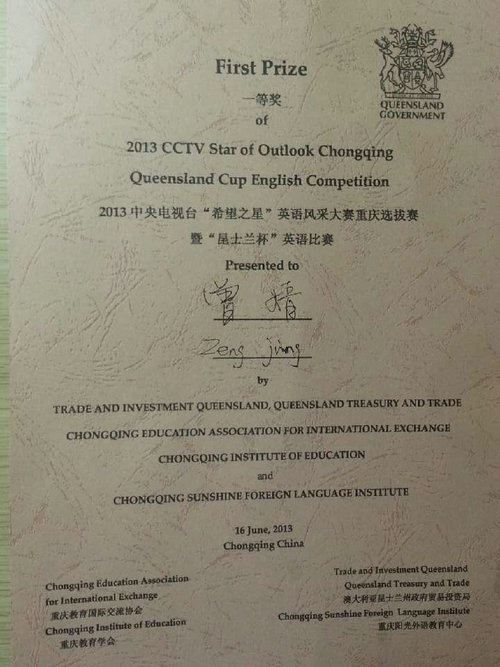 First Prize
一等奖
of
QUEENSLAND
GOVERNMENT
2013 CCTV Star of Outlook Chongqing
Queensland Cup English Competition
2013 中央电视台“希望之星”英语风采大赛重庆选拔赛
暨“昆士兰杯”英语比赛
Presented to
曾婧
Zeng jing
by
TRADE AND INVESTMENT QUEENSLAND, QUEENSLAND TREASURY AND TRADE
CHONGQING EDUCATION ASSOCIATION FOR INTERNATIONAL EXCHANGE
CHONGQING INSTITUTE OF EDUCATION
and
CHONGQING SUNSHINE FOREIGN LANGUAGE INSTITUTE
16 June, 2013
Chongqing China
Chongqing Education Association
for International Exchange
重庆教育国际交流协会
Chongqing Institute of Education
重庆教育学会
Trade and Investment Queensland
Queensland Treasury and Trade
澳大利亚昆士兰州政府贸易投资局
Chongqing Sunshine Foreign Language Institute
重庆阳光外语教育中心